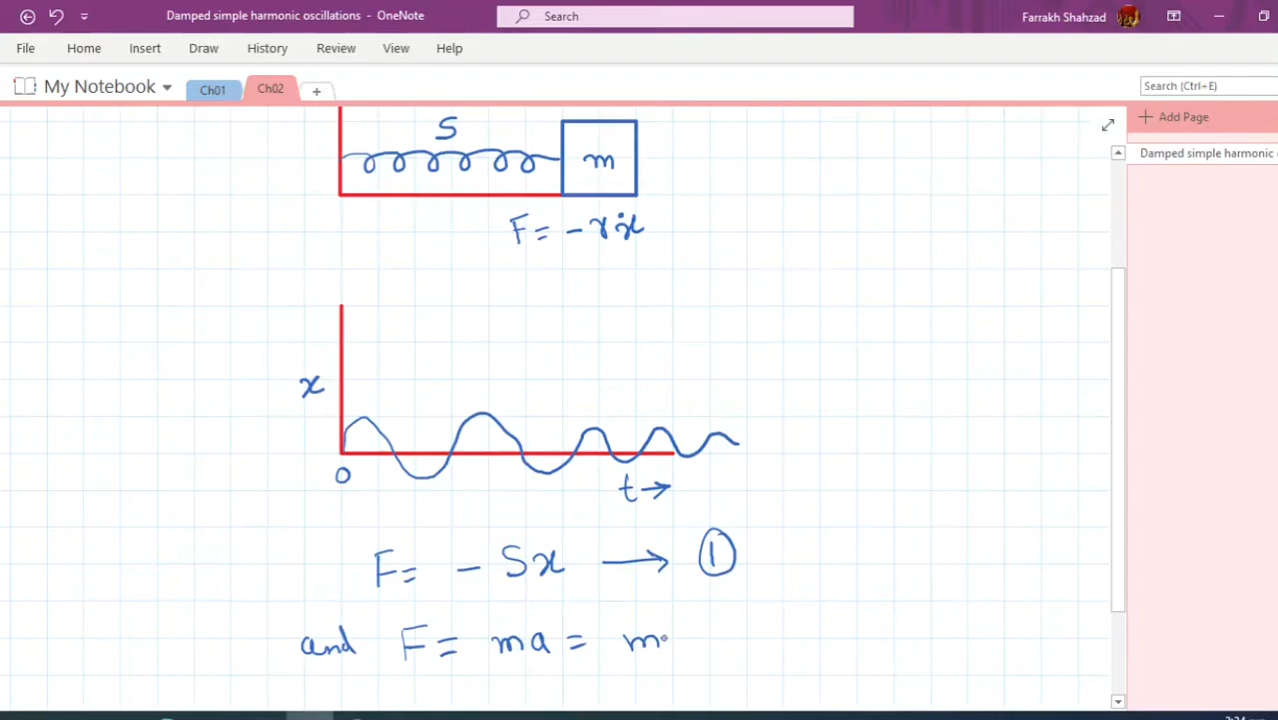 Damped simple harmonic oscillations - OneNote
Search
Farrakh Shahzad
File Home Insert Draw History Review View Help
My Notebook
Ch01
Ch02
Search (Ctrl+E)
Add Page
Damped simple harmonic
S
m
F = - rẋ
x
0
t →
F = - Sx → ①
and F = ma = m